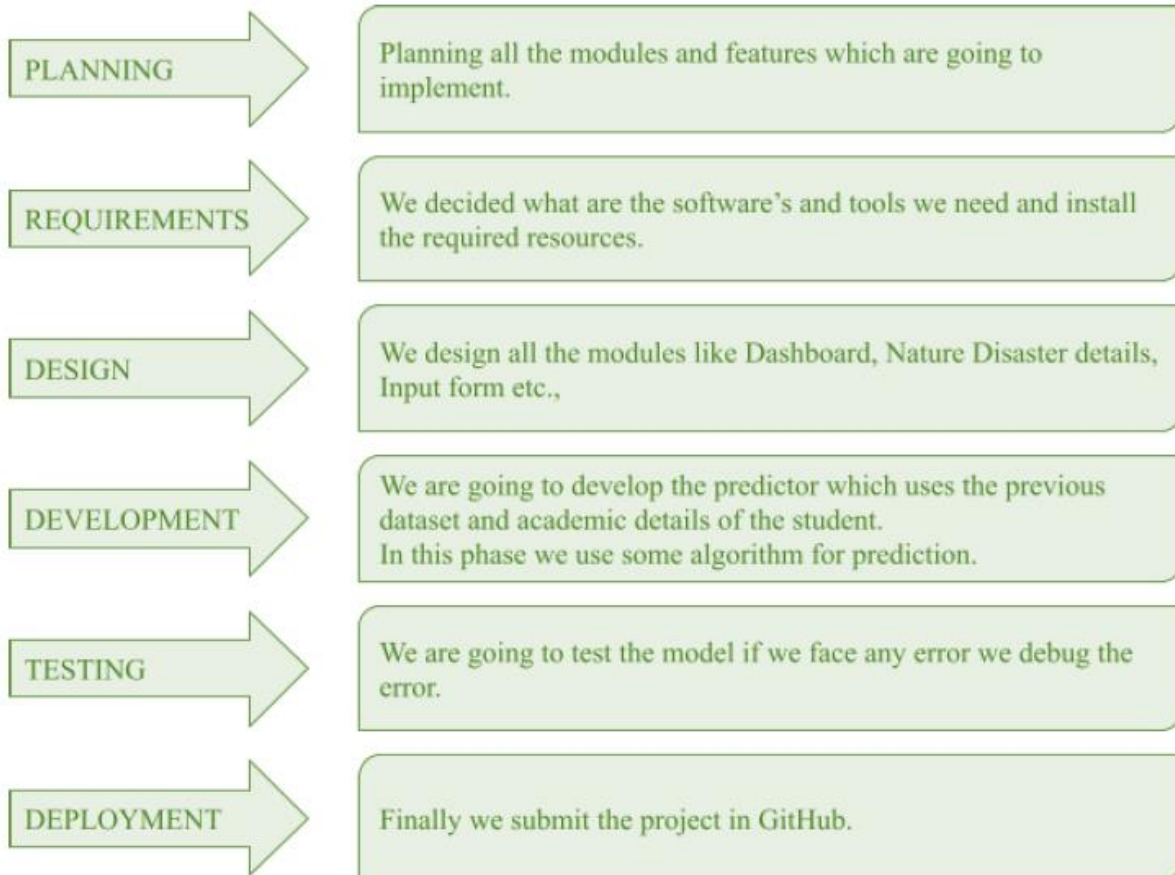 PLANNING
Planning all the modules and features which are going to
implement.
REQUIREMENTS
We decided what are the software’s and tools we need and install
the required resources.
DESIGN
We design all the modules like Dashboard, Nature Disaster details,
Input form etc.,
DEVELOPMENT
We are going to develop the predictor which uses the previous
dataset and academic details of the student.
In this phase we use some algorithm for prediction.
TESTING
We are going to test the model if we face any error we debug the
error.
DEPLOYMENT
Finally we submit the project in GitHub.